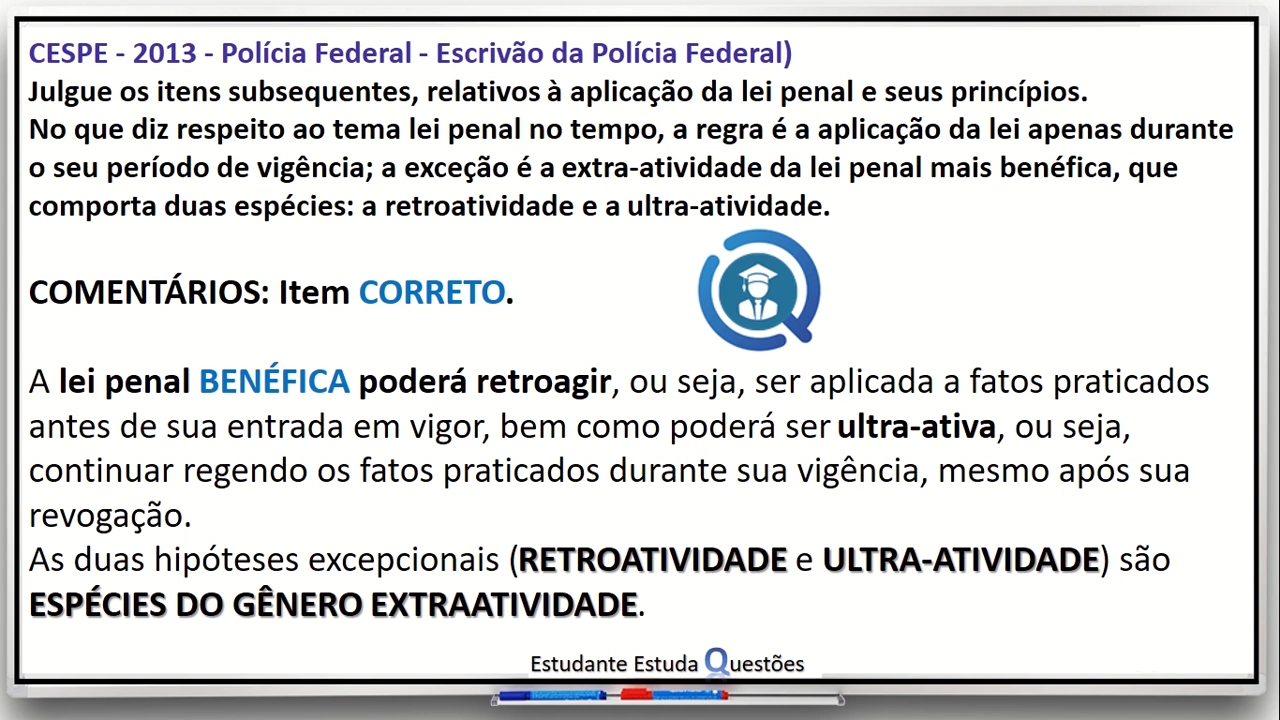 CESPE - 2013 - Polícia Federal - Escrivão da Polícia Federal)
Julgue os itens subsequentes, relativos à aplicação da lei penal e seus princípios.
No que diz respeito ao tema lei penal no tempo, a regra é a aplicação da lei apenas durante
o seu período de vigência; a exceção é a extra-atividade da lei penal mais benéfica, que
comporta duas espécies: a retroatividade e a ultra-atividade.
COMENTÁRIOS: Item CORRETO.
A lei penal BENÉFICA poderá retroagir, ou seja, ser aplicada a fatos praticados
antes de sua entrada em vigor, bem como poderá ser ultra-ativa, ou seja,
continuar regendo os fatos praticados durante sua vigência, mesmo após sua
revogação.
As duas hipóteses excepcionais (RETROATIVIDADE e ULTRA-ATIVIDADE) são
ESPÉCIES DO GÊNERO EXTRAATIVIDADE.
Estudante Estuda Questões